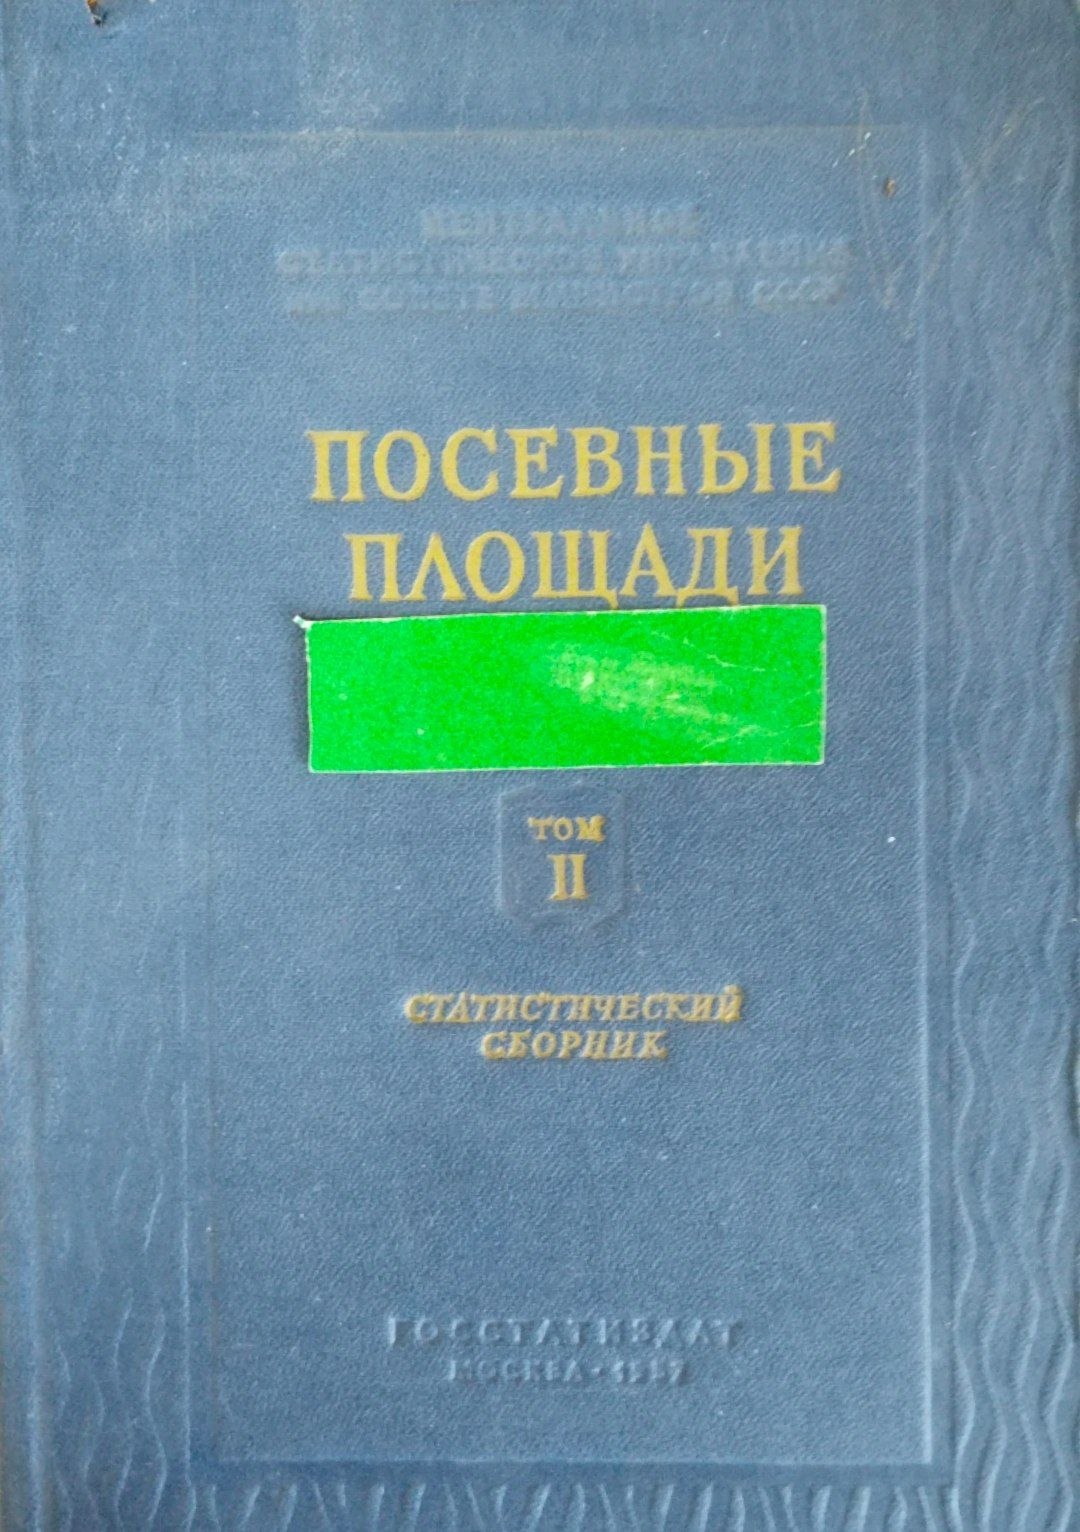 ЦЕНТРАЛЬНОЕ
СТАТИСТИЧЕСКОЕ УПРАВЛЕНИЕ
ПРИ СОВЕТЕ МИНИСТРОВ СССР
ПОСЕВНЫЕ
ПЛОЩАДИ
ТОМ
II
СТАТИСТИЧЕСКИЙ
СБОРНИК
ГОССТАТИЗДАТ
МОСКВА • 1957